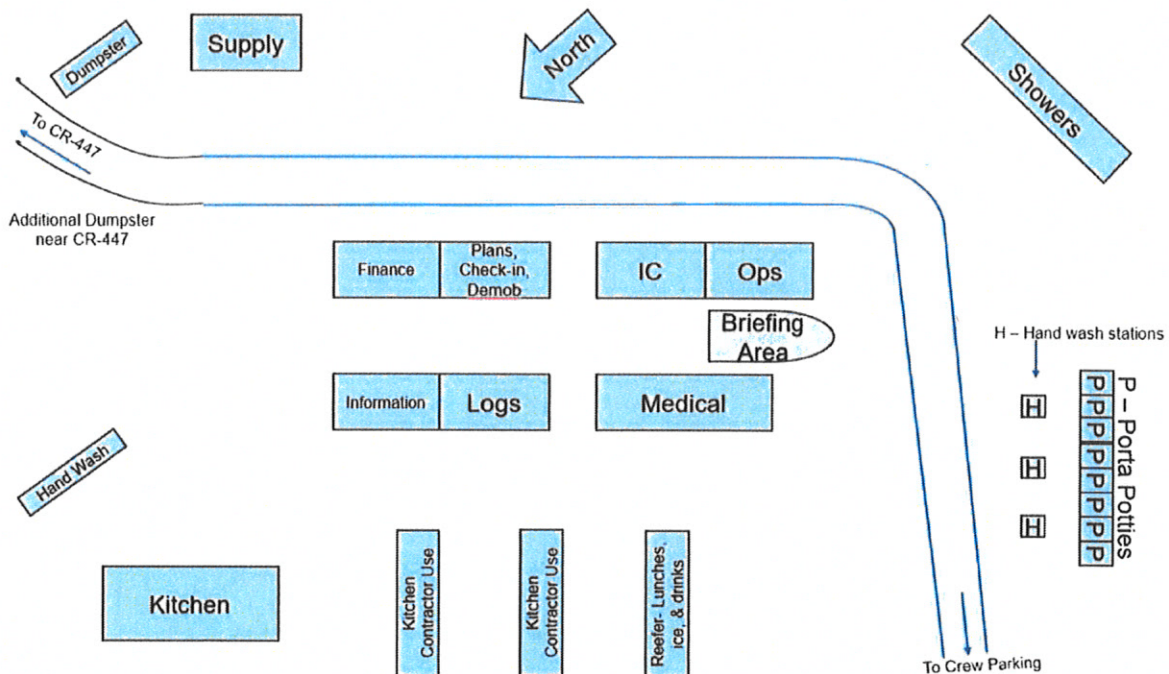 Dumpster
Supply
North
Showers
To CR-447
Additional Dumpster
near CR-447
Finance
Plans,
Check-in,
Demob
IC
Ops
Briefing
Area
H – Hand wash stations
Information
Logs
Medical
H
H
H
P P
P P
P P
P P
P P
P P
P P
P P
P – Porta Potties
Hand Wash
Kitchen
Kitchen
Contractor Use
Kitchen
Contractor Use
Reefer- Lunches,
ice, & drinks
To Crew Parking